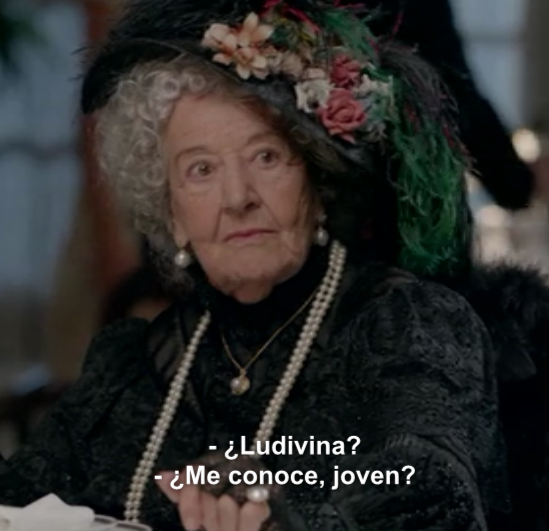 - ¿Ludivina?
- ¿Me conoce, joven?